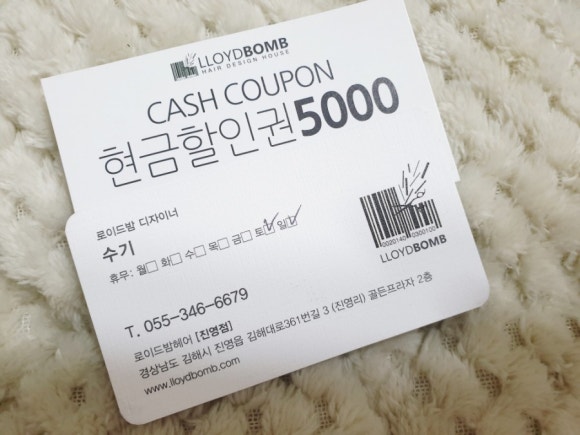 LLOYDBOMB
HAIR DESIGN HOUSE
CASH COUPON
현금할인권5000
로이드밤 디자이너
수기
휴무: 월□ 화□ 수□ 목□ 금□ 토☑ 일☑
0020140 0300100
LLOYDBOMB
T. 055-346-6679
로이드밤헤어 [진영점]
경상남도 김해시 진영읍 김해대로361번길 3 (진영리) 골든프라자 2층
www.lloydbomb.com